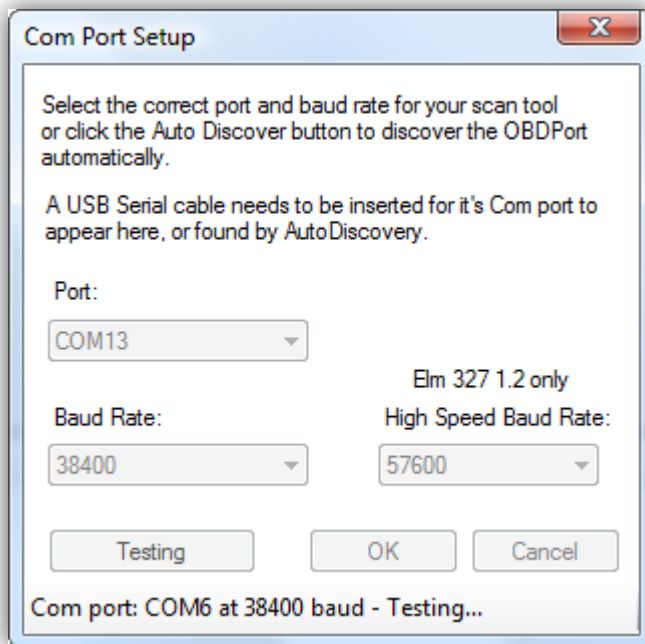 Com Port Setup
Select the correct port and baud rate for your scan tool
or click the Auto Discover button to discover the OBDPort
automatically.
A USB Serial cable needs to be inserted for it's Com port to
appear here, or found by AutoDiscovery.
Port:
COM13
Elm 327 1.2 only
Baud Rate:
High Speed Baud Rate:
38400
57600
Testing
OK
Cancel
Com port: COM6 at 38400 baud - Testing...